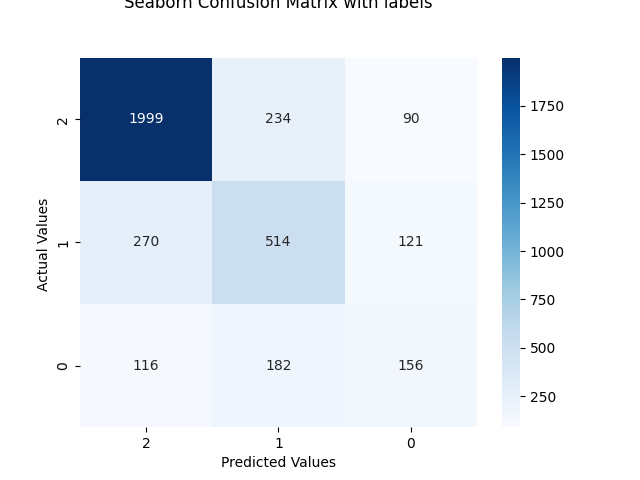 Seaborn Confusion Matrix with labels
2 1999 234 90
1 270 514 121
0 116 182 156
2 1 0
Predicted Values
Actual Values
1750
1500
1250
1000
750
500
250